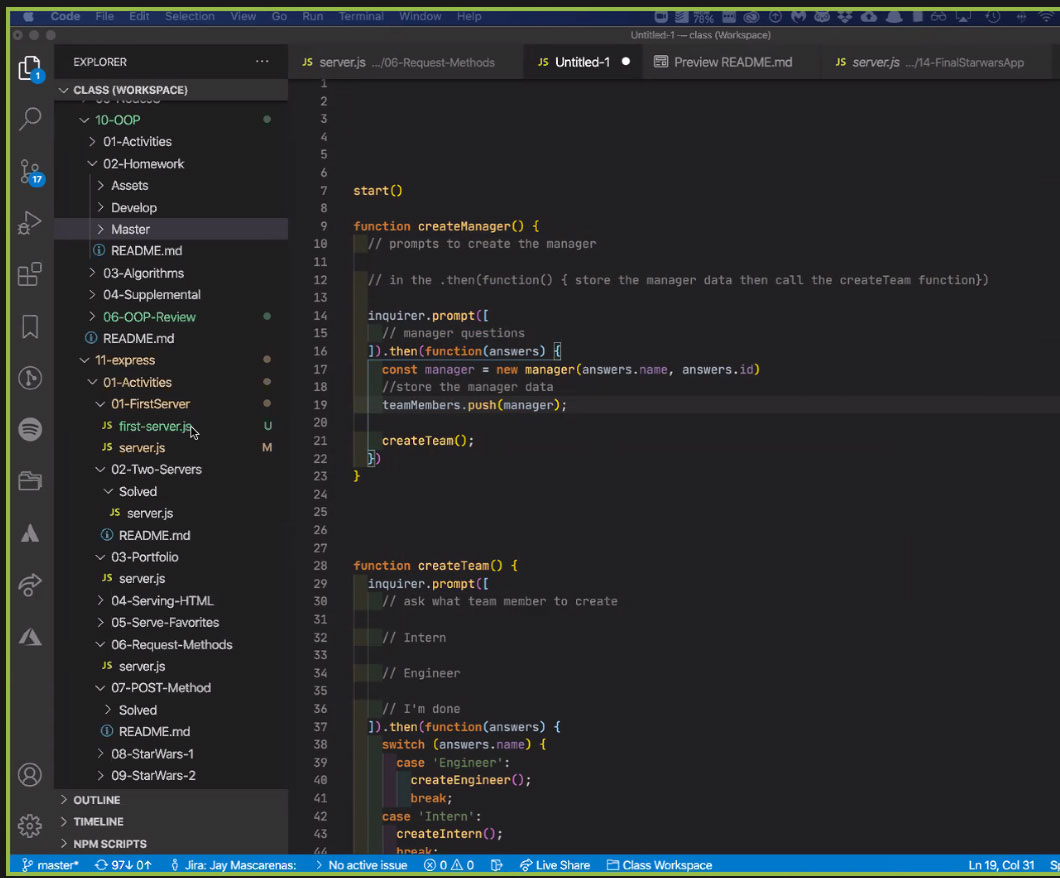 Code File Edit Selection View Go Run Terminal Window Help 78%
Untitled-1 — class (Workspace)
EXPLORER ...
JS server.js .../06-Request-Methods
JS Untitled-1
Preview README.md
JS server.js .../14-FinalStarwarsApp
CLASS (WORKSPACE)
10-OOP
01-Activities
02-Homework
Assets
Develop
Master
README.md
03-Algorithms
04-Supplemental
06-OOP-Review
README.md
11-express
01-Activities
01-FirstServer
JS first-server.js U
JS server.js M
02-Two-Servers
Solved
JS server.js
README.md
03-Portfolio
JS server.js
04-Serving-HTML
05-Serve-Favorites
06-Request-Methods
JS server.js
07-POST-Method
Solved
README.md
08-StarWars-1
09-StarWars-2
OUTLINE
TIMELINE
NPM SCRIPTS
1
17
1
2
3
4
5
6
7 start()
8
9 function createManager() {
10 // prompts to create the manager
11
12 // in the .then(function() { store the manager data then call the createTeam function})
13
14 inquirer.prompt([
15 // manager questions
16 ]).then(function(answers) {
17 const manager = new manager(answers.name, answers.id)
18 //store the manager data
19 teamMembers.push(manager);
20
21 createTeam();
22 })
23 }
24
25
26
27
28 function createTeam() {
29 inquirer.prompt([
30 // ask what team member to create
31
32 // Intern
33
34 // Engineer
35
36 // I'm done
37 ]).then(function(answers) {
38 switch (answers.name) {
39 case 'Engineer':
40 createEngineer();
41 break;
42 case 'Intern':
43 createIntern();
44 break;
master* 97↓ 0↑ Jira: Jay Mascarenas: No active issue 0 0 Live Share Class Workspace Ln 19, Col 31